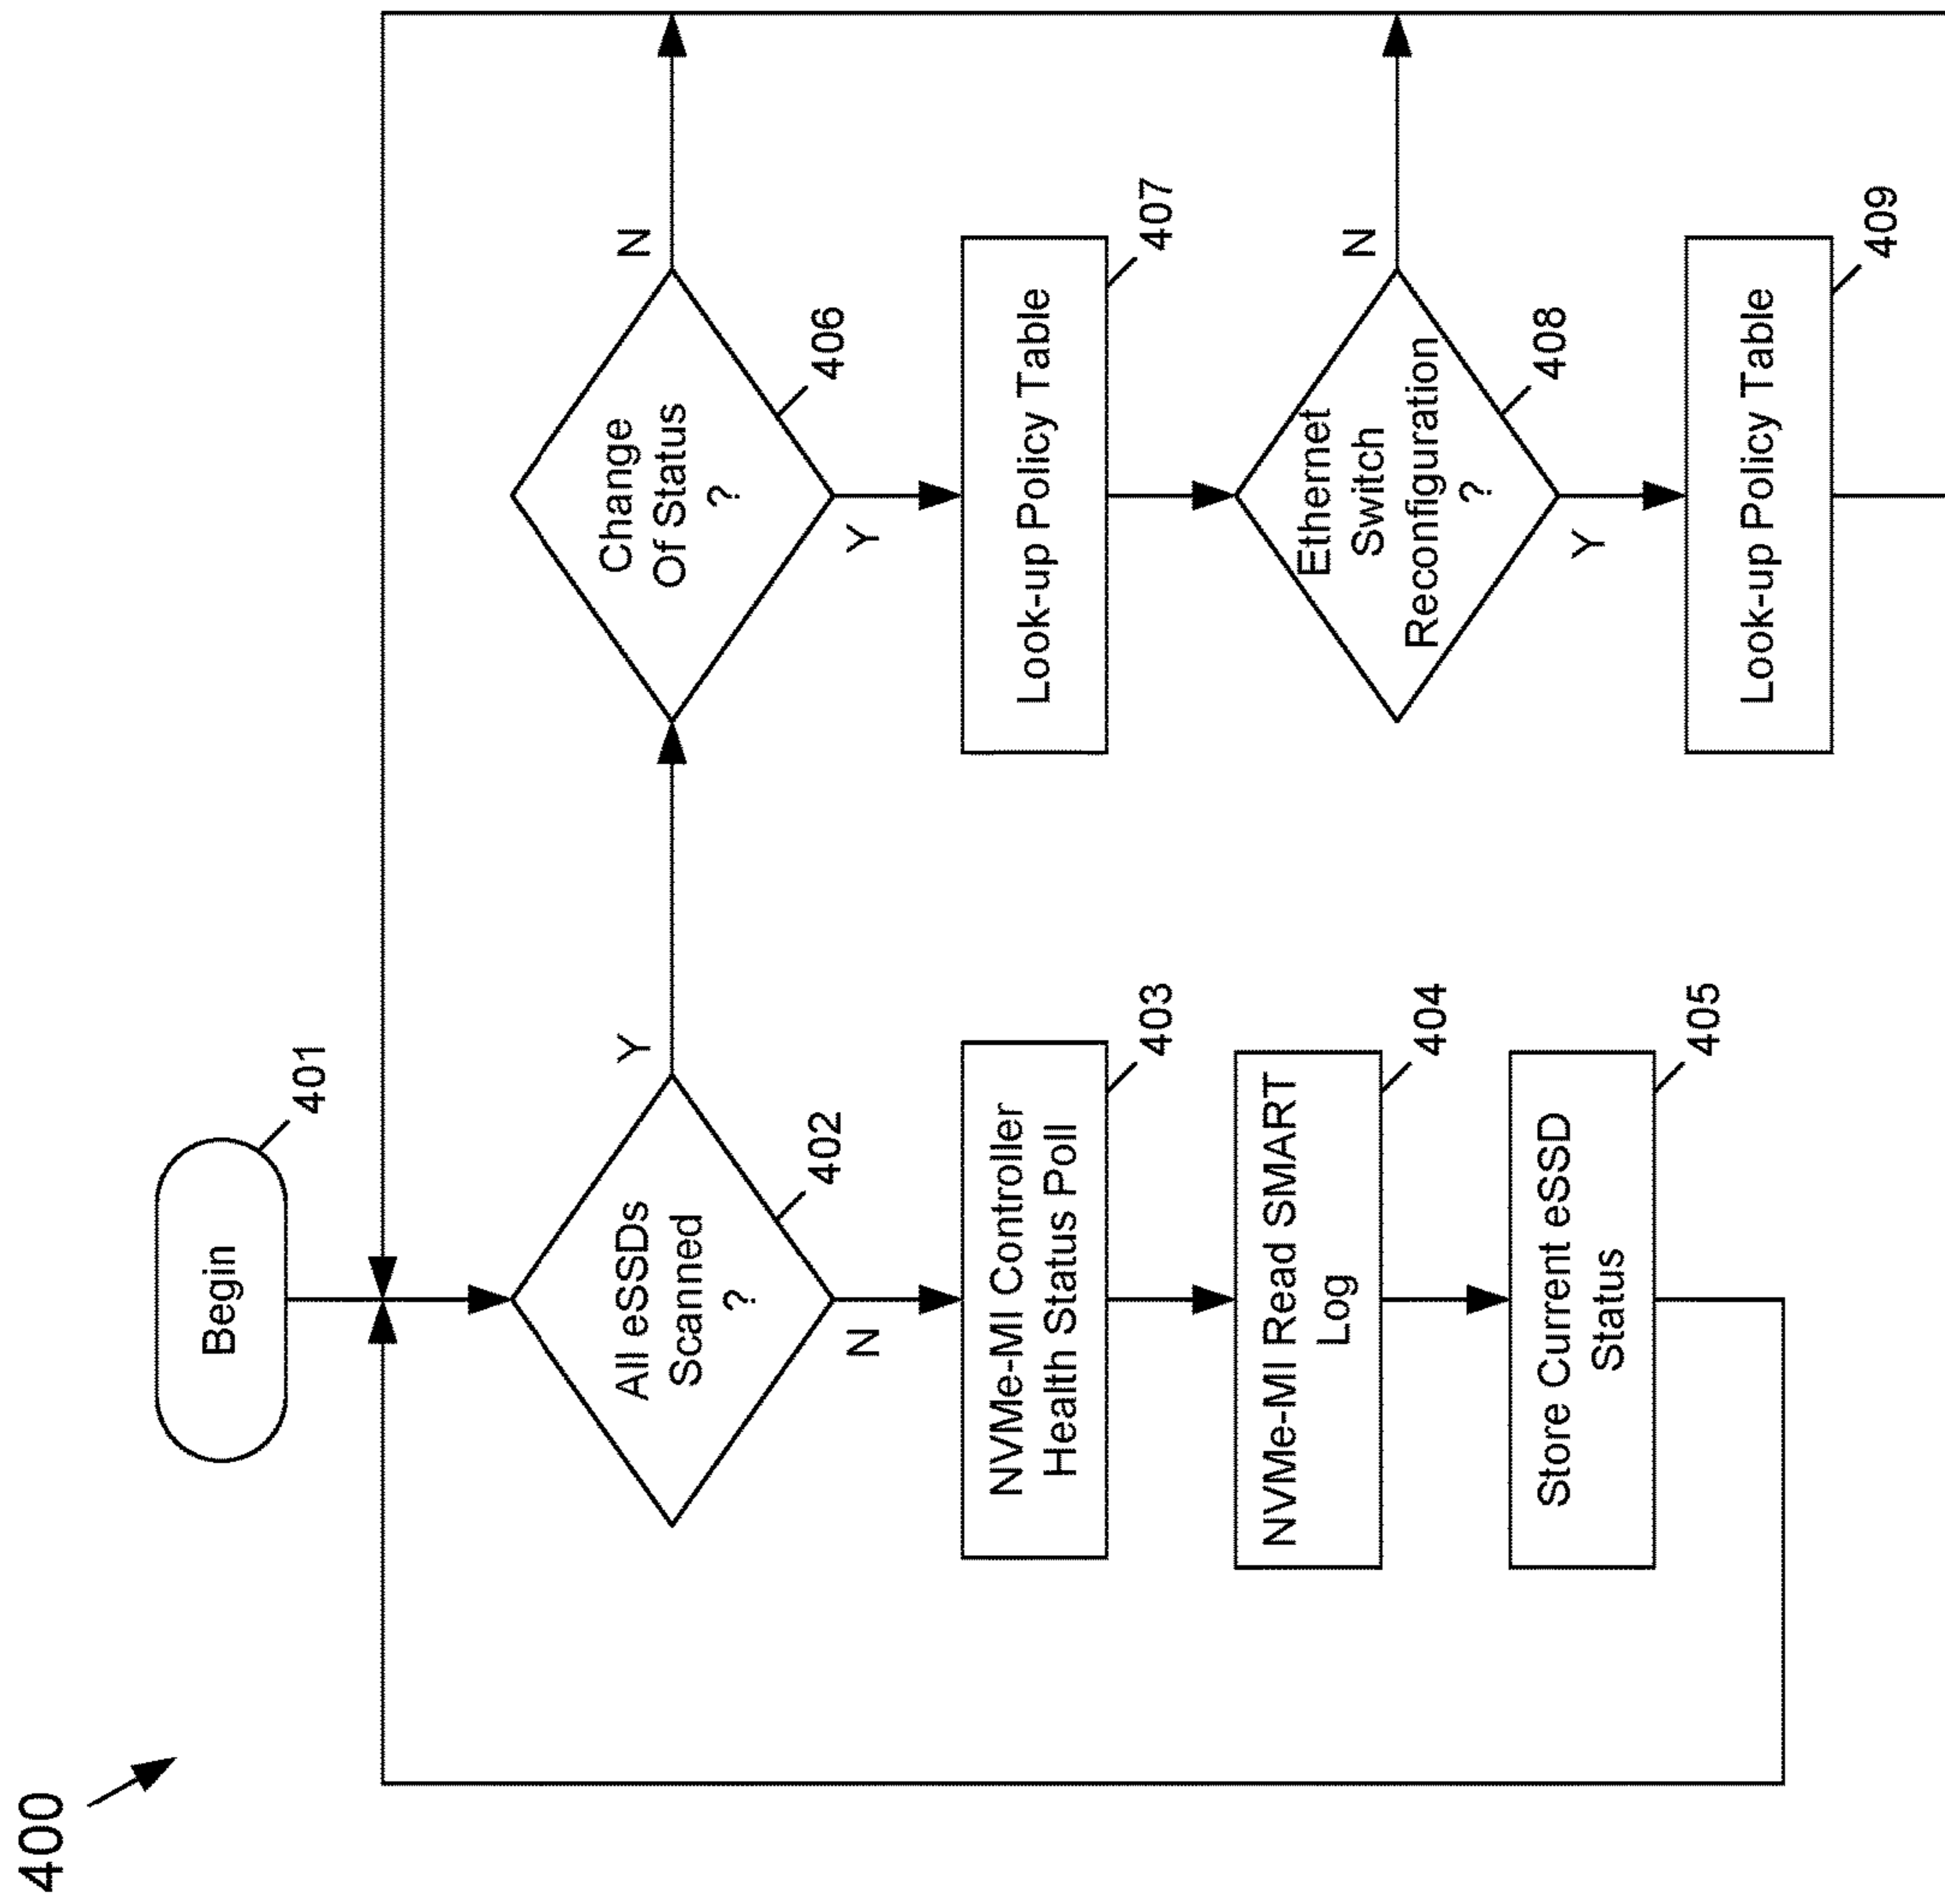 400
Begin
401
All eSSDs
Scanned
?
402
Y
N
NVMe-MI Controller
Health Status Poll
403
NVMe-MI Read SMART
Log
404
Store Current eSSD
Status
405
Change
Of Status
?
406
N
Y
Look-up Policy Table
407
Ethernet
Switch
Reconfiguration
?
408
N
Y
Look-up Policy Table
409